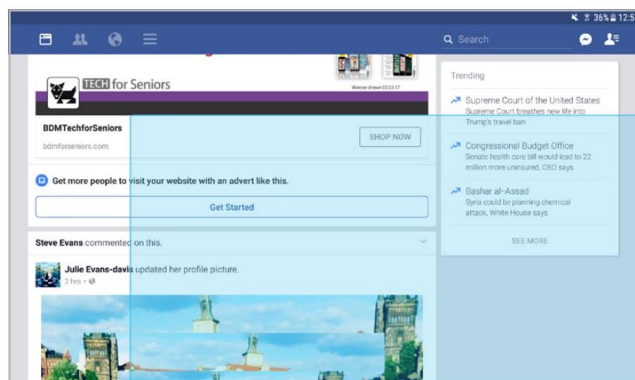 36% 12:5
Search
TECH for Seniors
Winner drawn 03.03.17
BDMTechforSeniors
bdmforseniors.com
SHOP NOW
Get more people to visit your website with an advert like this.
Get Started
Steve Evans commented on this.
Julie Evans-davis updated her profile picture.
2 hrs •
Trending
Supreme Court of the United States
Supreme Court breathes new life into
Trump's travel ban
Congressional Budget Office
Senate health care bill would lead to 22
million more uninsured, CBO says
Bashar al-Assad
Syria could be planning chemical
attack, White House says
SEE MORE